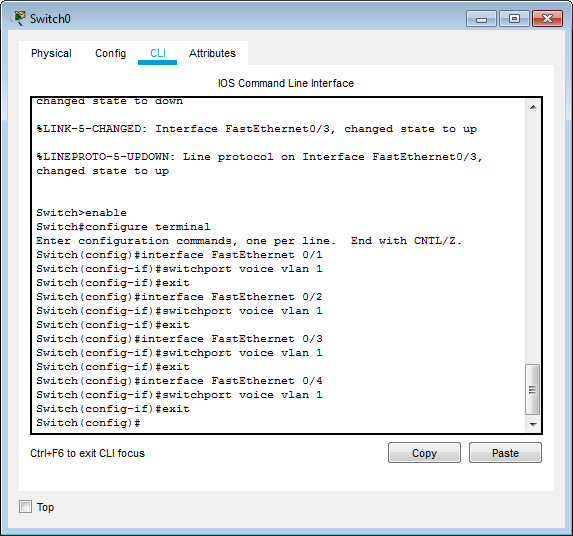 Switch0
Physical Config CLI Attributes
IOS Command Line Interface
changed state to down
%LINK-5-CHANGED: Interface FastEthernet0/3, changed state to up
%LINEPROTO-5-UPDOWN: Line protocol on Interface FastEthernet0/3,
changed state to up
Switch>enable
Switch#configure terminal
Enter configuration commands, one per line.  End with CNTL/Z.
Switch(config)#interface FastEthernet 0/1
Switch(config-if)#switchport voice vlan 1
Switch(config-if)#exit
Switch(config)#interface FastEthernet 0/2
Switch(config-if)#switchport voice vlan 1
Switch(config-if)#exit
Switch(config)#interface FastEthernet 0/3
Switch(config-if)#switchport voice vlan 1
Switch(config-if)#exit
Switch(config)#interface FastEthernet 0/4
Switch(config-if)#switchport voice vlan 1
Switch(config-if)#exit
Switch(config)#
Ctrl+F6 to exit CLI focus Copy Paste
Top